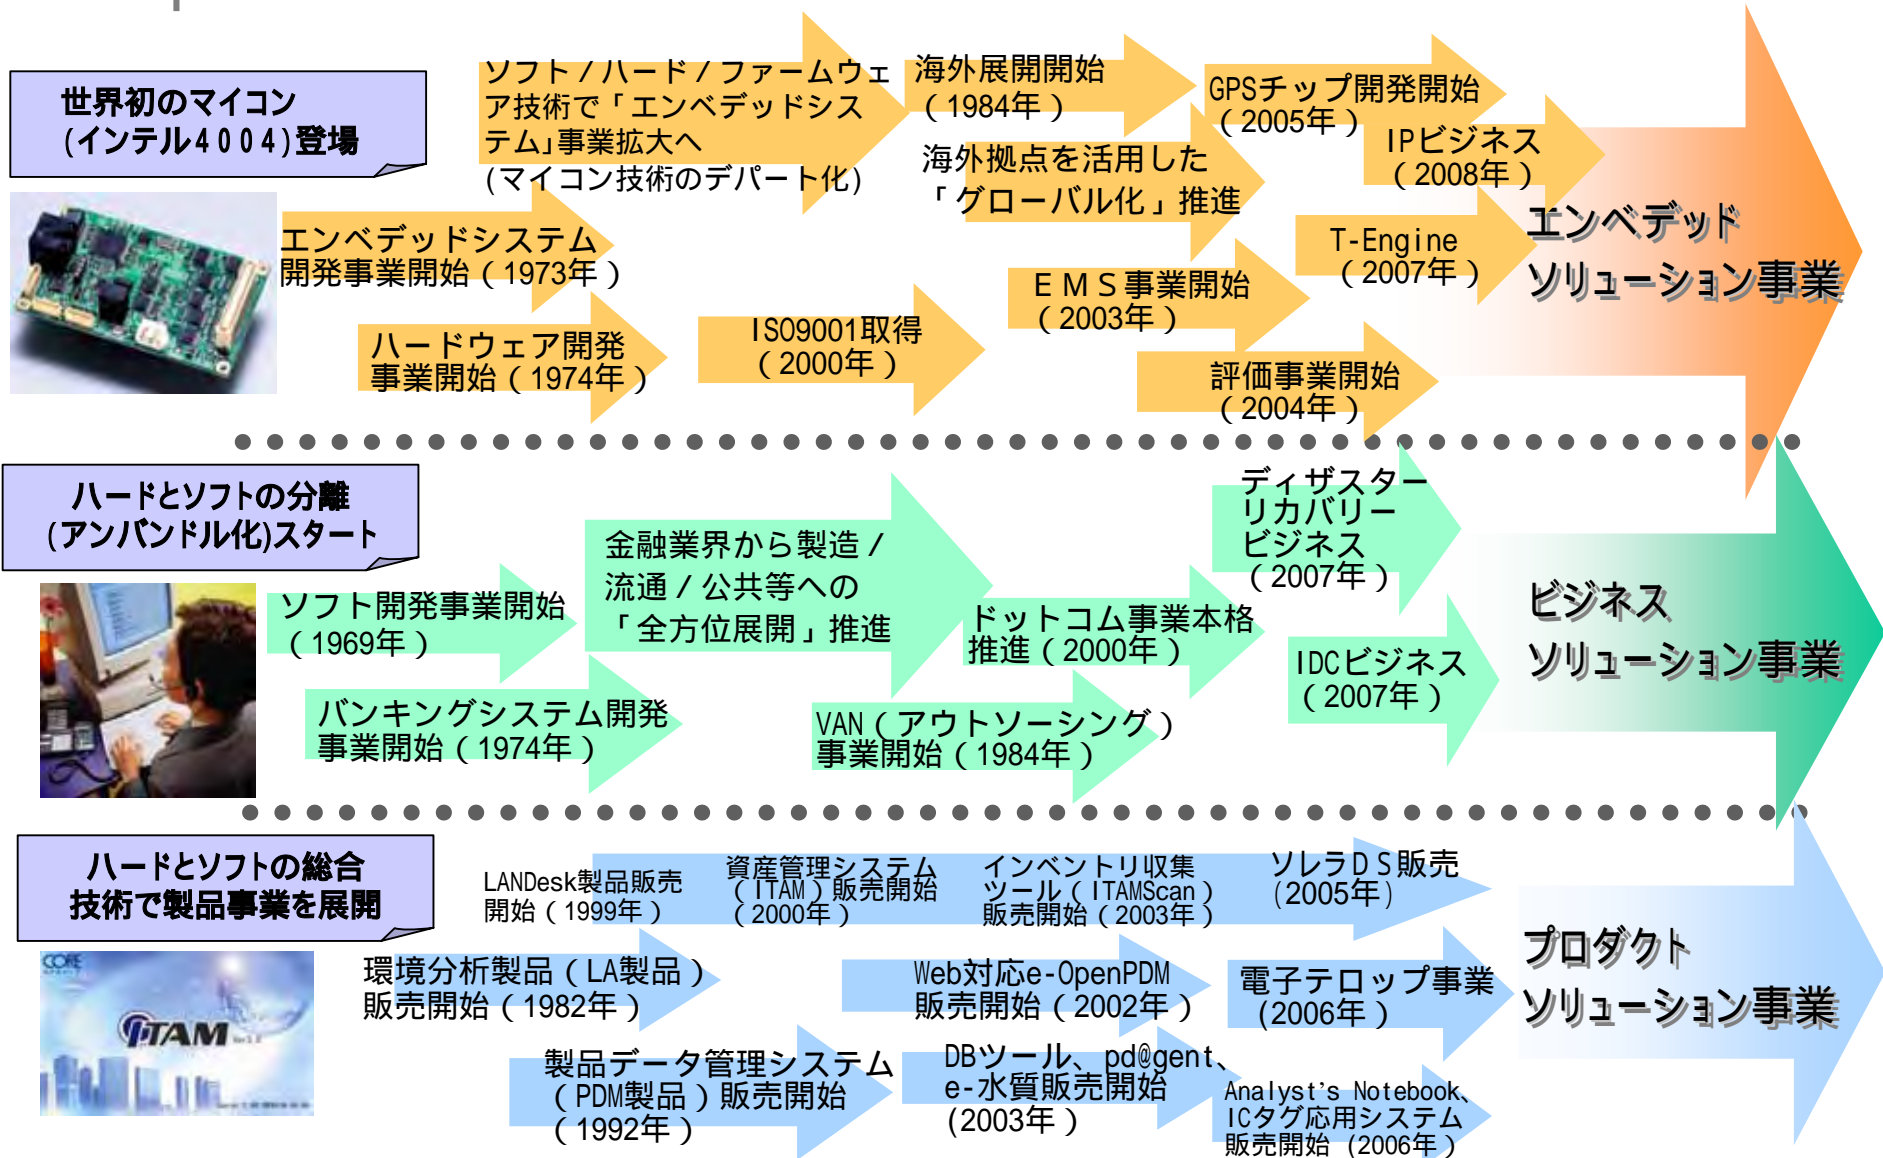 世界初のマイコン
(インテル4004)登場
ソフト/ハード/ファームウェ
ア技術で「エンベデッドシス
テム」事業拡大へ
(マイコン技術のデパート化)
海外展開開始
(1984年)
GPSチップ開発開始
(2005年)
IPビジネス
(2008年)
海外拠点を活用した
「グローバル化」推進
エンベデッドシステム
開発事業開始(1973年)
T-Engine
(2007年)
エンベデッド
ソリューション事業
ハードウェア開発
事業開始(1974年)
ISO9001取得
(2000年)
EMS事業開始
(2003年)
評価事業開始
(2004年)
ハードとソフトの分離
(アンバンドル化)スタート
ソフト開発事業開始
(1969年)
金融業界から製造/
流通/公共等への
「全方位展開」推進
ディザスター
リカバリー
ビジネス
(2007年)
ドットコム事業本格
推進(2000年)
IDCビジネス
(2007年)
バンキングシステム開発
事業開始(1974年)
VAN(アウトソーシング)
事業開始(1984年)
ビジネス
ソリューション事業
ハードとソフトの総合
技術で製品事業を展開
LANDesk製品販売
開始(1999年)
資産管理システム
(ITAM)販売開始
(2000年)
インベントリ収集
ツール(ITAMScan)
販売開始(2003年)
ソレラDS販売
(2005年)
環境分析製品(LA製品)
販売開始(1982年)
Web対応e-OpenPDM
販売開始(2002年)
電子テロップ事業
(2006年)
製品データ管理システム
(PDM製品)販売開始
(1992年)
DBツール、pd@gent、
e-水質販売開始
(2003年)
Analyst's Notebook、
ICタグ応用システム
販売開始 (2006年)
プロダクト
ソリューション事業
CORE
ITAM